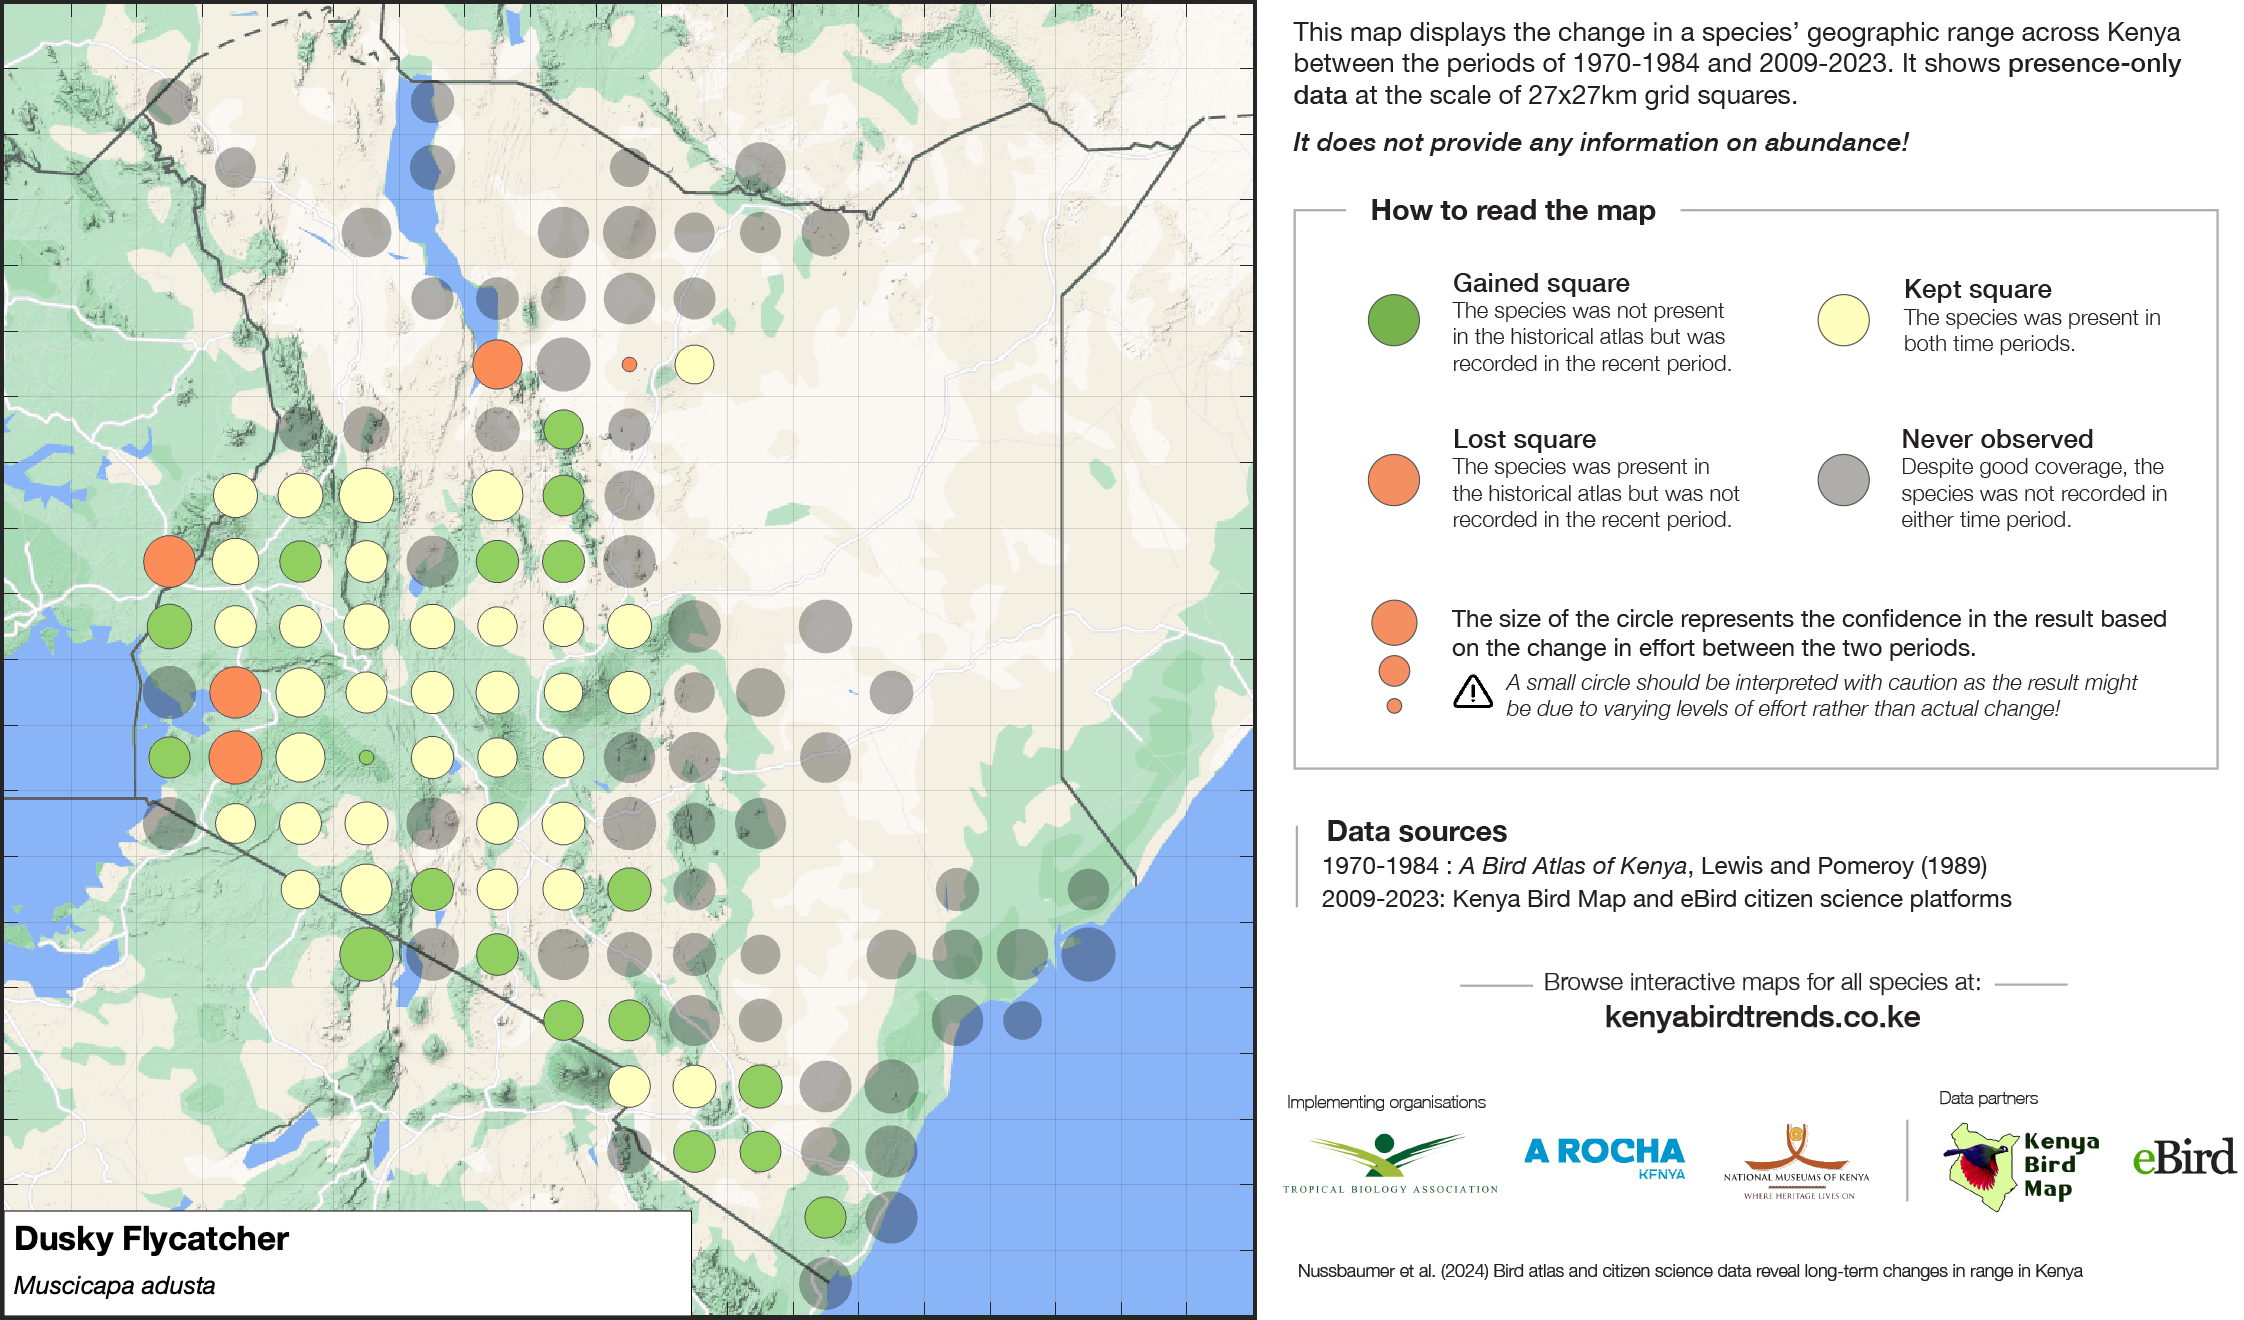 This map displays the change in a species’ geographic range across Kenya
between the periods of 1970-1984 and 2009-2023. It shows presence-only
data at the scale of 27x27km grid squares.
It does not provide any information on abundance!
How to read the map
Gained square
The species was not present
in the historical atlas but was
recorded in the recent period.
Kept square
The species was present in
both time periods.
Lost square
The species was present in
the historical atlas but was not
recorded in the recent period.
Never observed
Despite good coverage, the
species was not recorded in
either time period.
The size of the circle represents the confidence in the result based
on the change in effort between the two periods.
A small circle should be interpreted with caution as the result might
be due to varying levels of effort rather than actual change!
Data sources
1970-1984 : A Bird Atlas of Kenya, Lewis and Pomeroy (1989)
2009-2023: Kenya Bird Map and eBird citizen science platforms
Browse interactive maps for all species at:
kenyabirdtrends.co.ke
Implementing organisations
Data partners
TROPICAL BIOLOGY ASSOCIATION
A ROCHA
KENYA
NATIONAL MUSEUMS OF KENYA
WHERE HERITAGE LIVES ON
Kenya
Bird
Map
eBird
Dusky Flycatcher
Muscicapa adusta
Nussbaumer et al. (2024) Bird atlas and citizen science data reveal long-term changes in range in Kenya